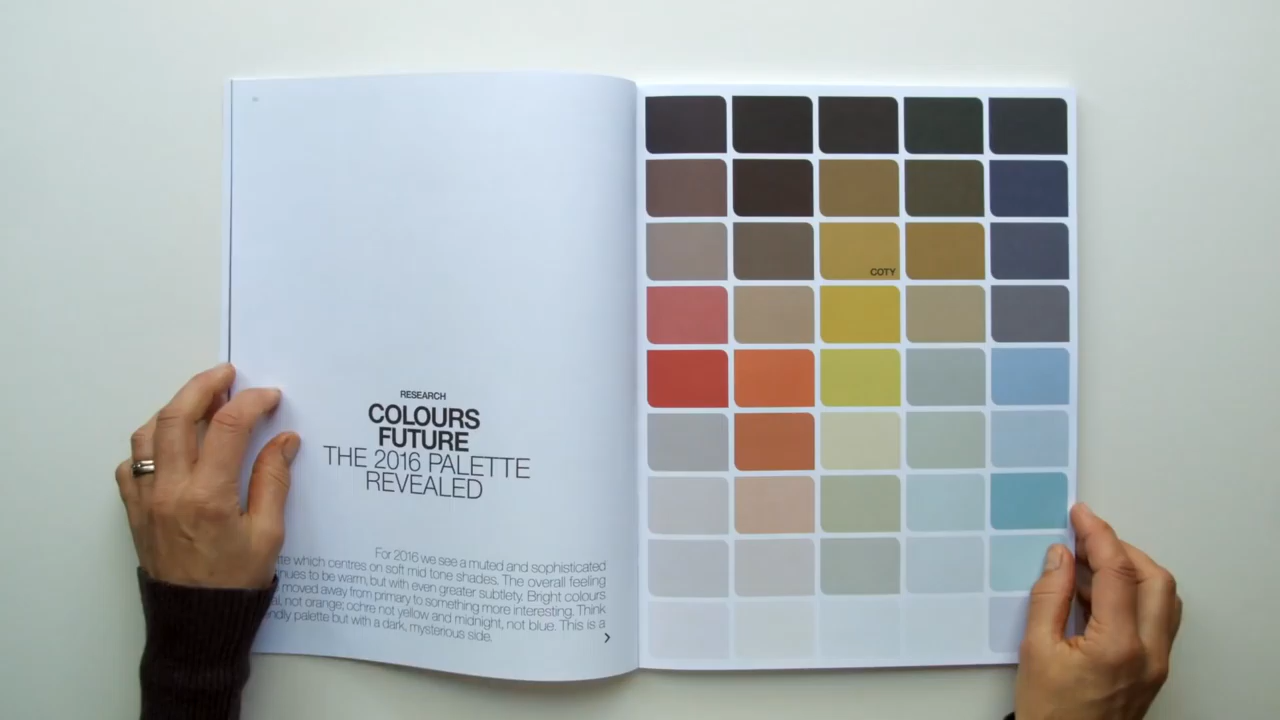 RESEARCH
COLOURS
FUTURE
THE 2016 PALETTE
REVEALED
For 2016 we see a muted and sophisticated
which centres on soft mid tone shades. The overall feeling
to be warm, but with even greater subtlety. Bright colours
moved away from primary to something more interesting. Think
not orange; ochre not yellow and midnight, not blue. This is a
palette but with a dark, mysterious side.
COTY